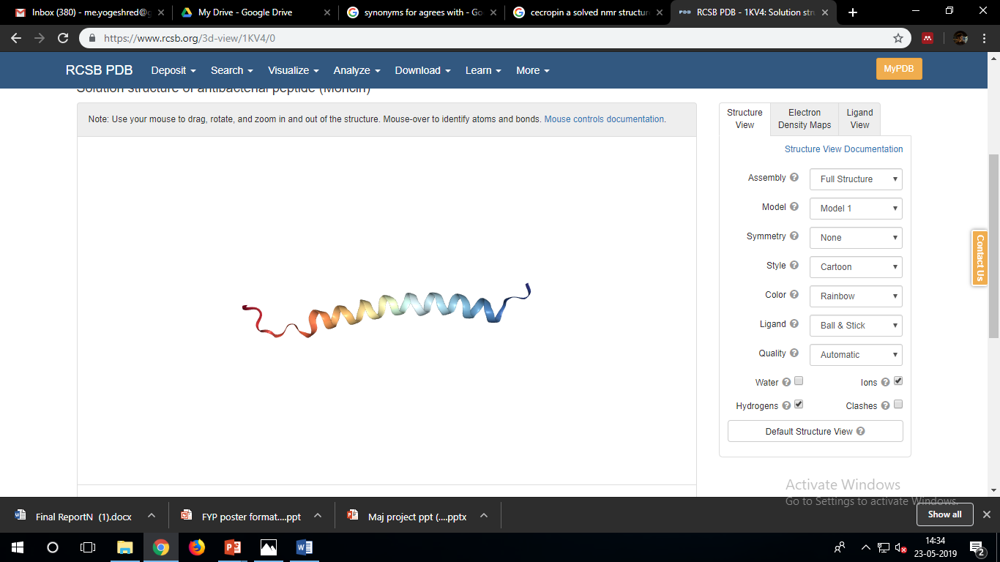 Inbox (380) - me.yogeshred@g
My Drive - Google Drive
synonyms for agrees with - Go
cecropin a solved nmr structur
PDB RCSB PDB - 1KV4: Solution str
https://www.rcsb.org/3d-view/1KV4/0
RCSB PDB Deposit Search Visualize Analyze Download Learn More MyPDB
Solution structure of antibacterial peptide (Moricin)
Note: Use your mouse to drag, rotate, and zoom in and out of the structure. Mouse-over to identify atoms and bonds. Mouse controls documentation.
Structure View
Electron Density Maps
Ligand View
Structure View Documentation
Assembly ? Full Structure
Model ? Model 1
Symmetry ? None
Style ? Cartoon
Color ? Rainbow
Ligand ? Ball & Stick
Quality ? Automatic
Water ? Ions ?
Hydrogens ? Clashes ?
Default Structure View ?
Contact Us
Activate Windows
Go to Settings to activate Windows.
Final ReportN (1).docx
FYP poster format....ppt
Maj project ppt (....pptx
Show all
14:34
23-05-2019
2